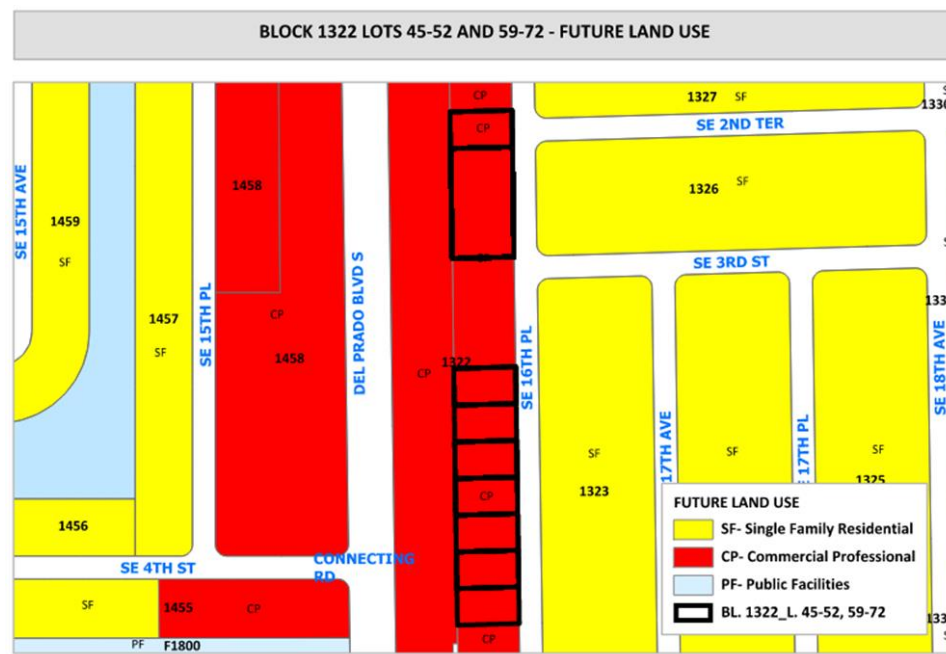 BLOCK 1322 LOTS 45-52 AND 59-72 - FUTURE LAND USE
CP
1327 SF
SE 2ND TER
CP
1458
1326 SF
SE 15TH AVE
1459
SF
DEL PRADO BLVD S
SE 3RD ST
SE 15TH PL
1457
SF
CP
1458
CP
1322
SE 16TH PL
SE 18TH AVE
SF
1323
SF
17TH AVE
17TH PL
SF
1325
CP
1456
CONNECTING
RD
SE 4TH ST
SF
1455
CP
PF F1800
CP
FUTURE LAND USE
SF- Single Family Residential
CP- Commercial Professional
PF- Public Facilities
BL. 1322_L. 45-52, 59-72